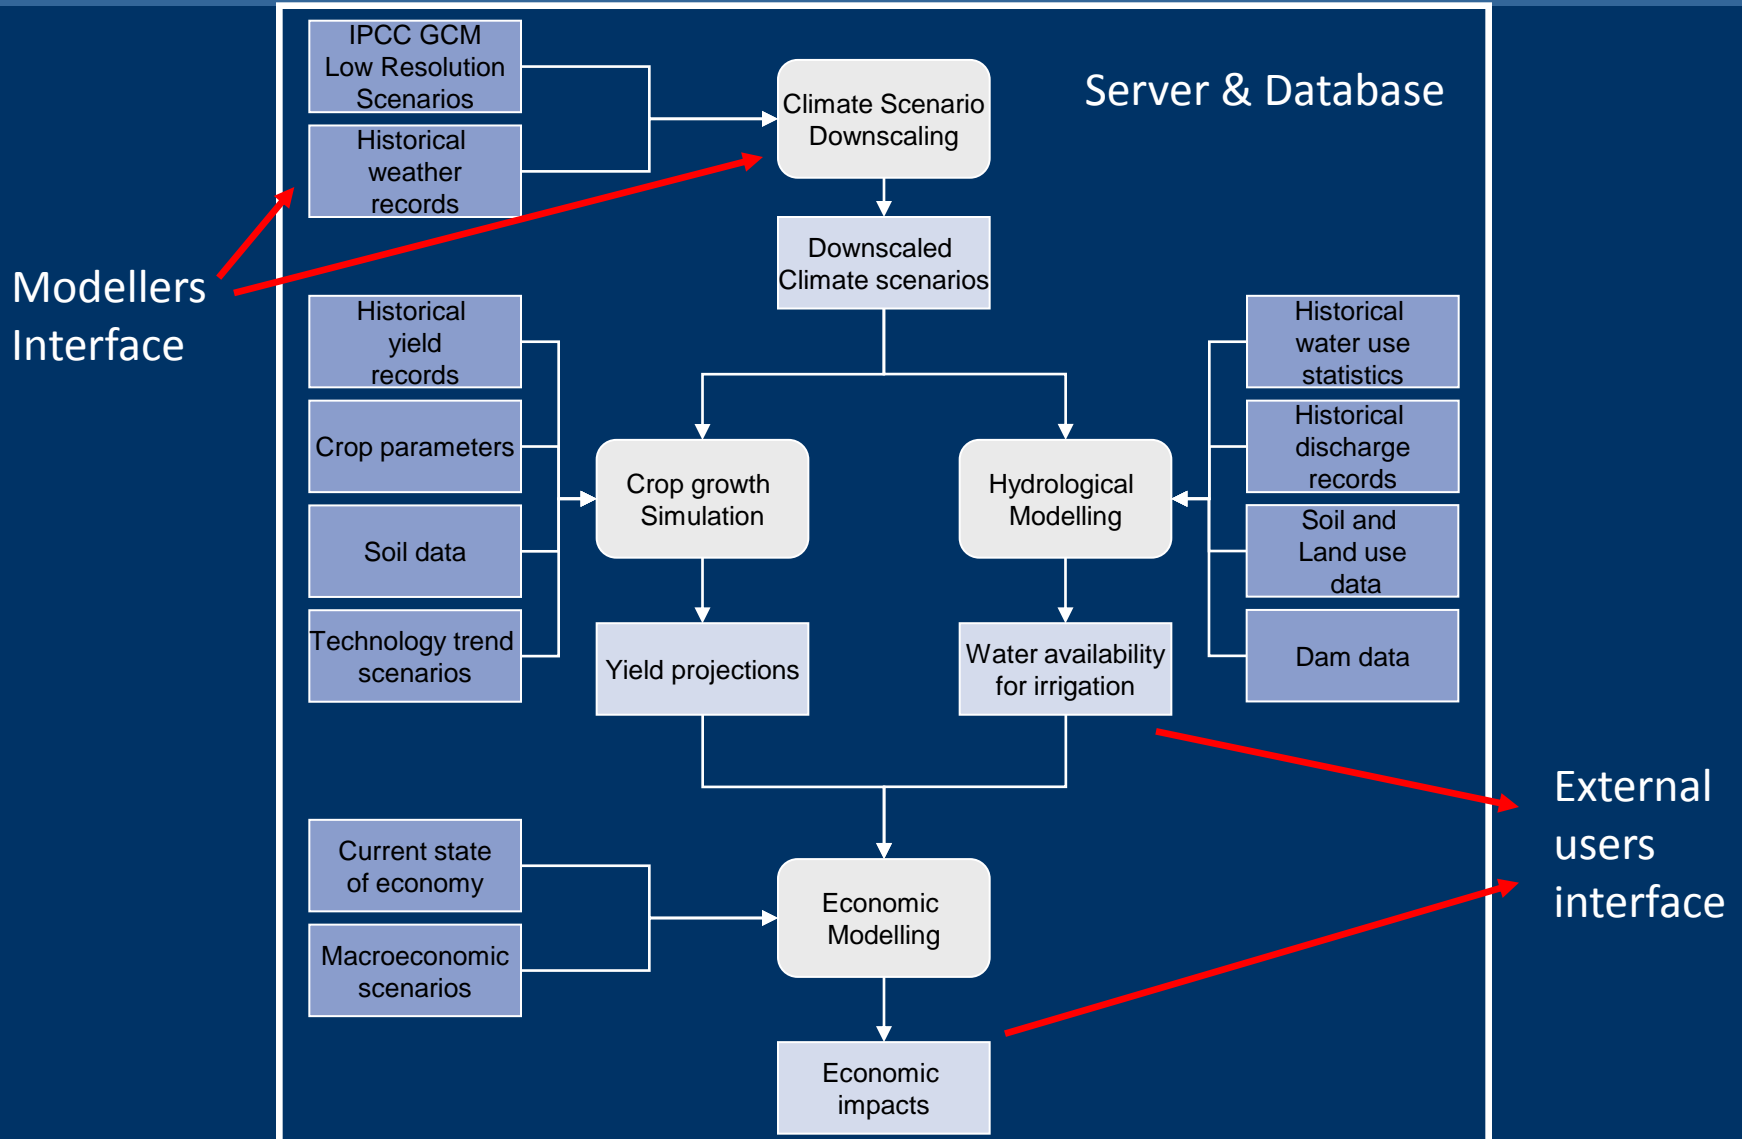 IPCC GCM
Low Resolution
Scenarios
Historical
weather
records
Climate Scenario
Downscaling
Server & Database
Downscaled
Climate scenarios
Modellers
Interface
Historical
yield
records
Crop parameters
Soil data
Technology trend
scenarios
Crop growth
Simulation
Hydrological
Modelling
Historical
water use
statistics
Historical
discharge
records
Soil and
Land use
data
Dam data
Yield projections
Water availability
for irrigation
External
users
interface
Current state
of economy
Macroeconomic
scenarios
Economic
Modelling
Economic
impacts